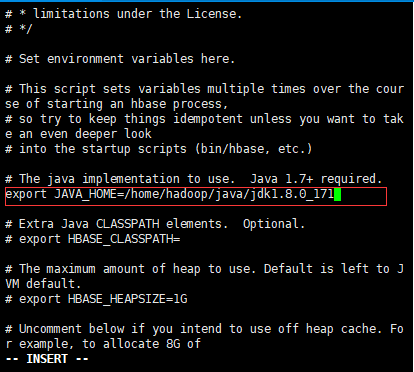 # * limitations under the License.
# */
# Set environment variables here.
# This script sets variables multiple times over the cour
se of starting an hbase process,
# so try to keep things idempotent unless you want to tak
e an even deeper look
# into the startup scripts (bin/hbase, etc.)
# The java implementation to use.  Java 1.7+ required.
export JAVA_HOME=/home/hadoop/java/jdk1.8.0_171
# Extra Java CLASSPATH elements.  Optional.
# export HBASE_CLASSPATH=
# The maximum amount of heap to use. Default is left to J
VM default.
# export HBASE_HEAPSIZE=1G
# Uncomment below if you intend to use off heap cache. Fo
r example, to allocate 8G of
-- INSERT --